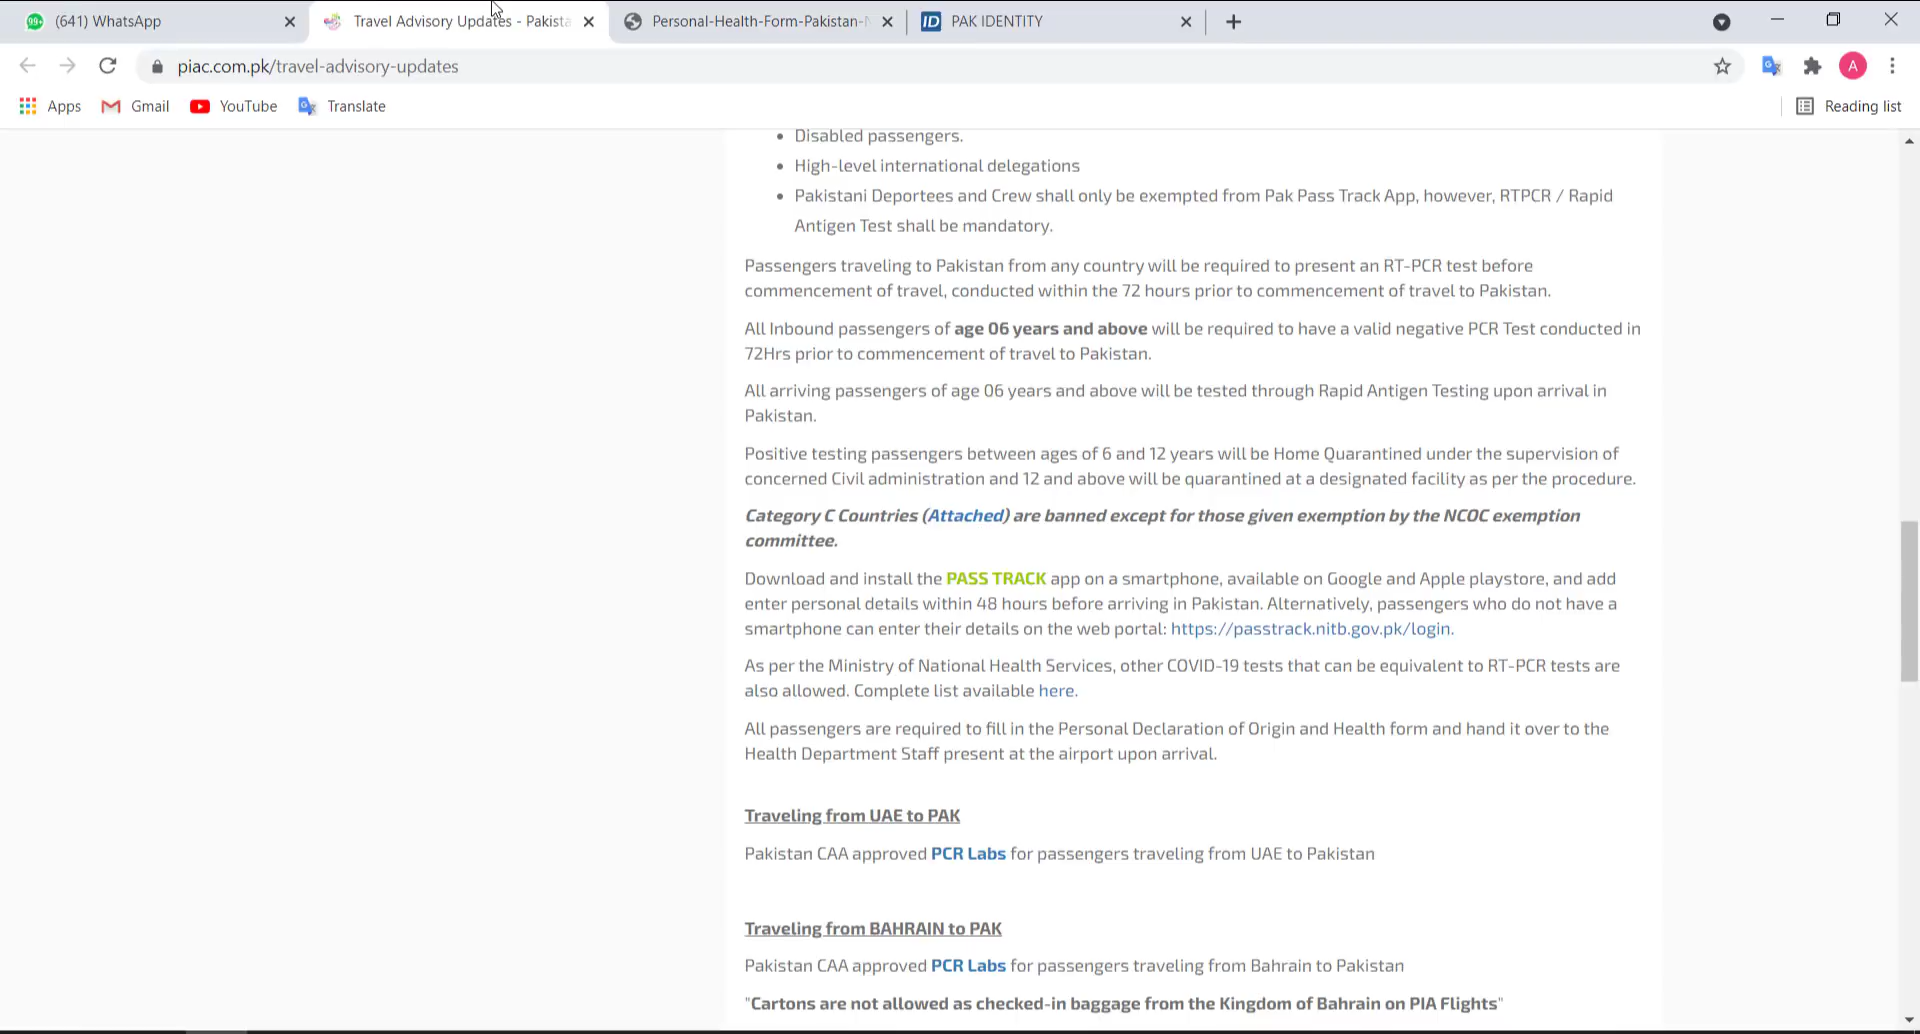 (641) WhatsApp
Travel Advisory Updates - Pakista
Personal-Health-Form-Pakistan-
ID PAK IDENTITY
piac.com.pk/travel-advisory-updates
A
Apps
Gmail
YouTube
Translate
Reading list
• Disabled passengers.
• High-level international delegations
• Pakistani Deportees and Crew shall only be exempted from Pak Pass Track App, however, RTPCR / Rapid
Antigen Test shall be mandatory.
Passengers traveling to Pakistan from any country will be required to present an RT-PCR test before
commencement of travel, conducted within the 72 hours prior to commencement of travel to Pakistan.
All Inbound passengers of age 06 years and above will be required to have a valid negative PCR Test conducted in
72Hrs prior to commencement of travel to Pakistan.
All arriving passengers of age 06 years and above will be tested through Rapid Antigen Testing upon arrival in
Pakistan.
Positive testing passengers between ages of 6 and 12 years will be Home Quarantined under the supervision of
concerned Civil administration and 12 and above will be quarantined at a designated facility as per the procedure.
Category C Countries (Attached) are banned except for those given exemption by the NCOC exemption
committee.
Download and install the PASS TRACK app on a smartphone, available on Google and Apple playstore, and add
enter personal details within 48 hours before arriving in Pakistan. Alternatively, passengers who do not have a
smartphone can enter their details on the web portal: https://passtrack.nitb.gov.pk/login.
As per the Ministry of National Health Services, other COVID-19 tests that can be equivalent to RT-PCR tests are
also allowed. Complete list available here.
All passengers are required to fill in the Personal Declaration of Origin and Health form and hand it over to the
Health Department Staff present at the airport upon arrival.
Traveling from UAE to PAK
Pakistan CAA approved PCR Labs for passengers traveling from UAE to Pakistan
Traveling from BAHRAIN to PAK
Pakistan CAA approved PCR Labs for passengers traveling from Bahrain to Pakistan
"Cartons are not allowed as checked-in baggage from the Kingdom of Bahrain on PIA Flights"